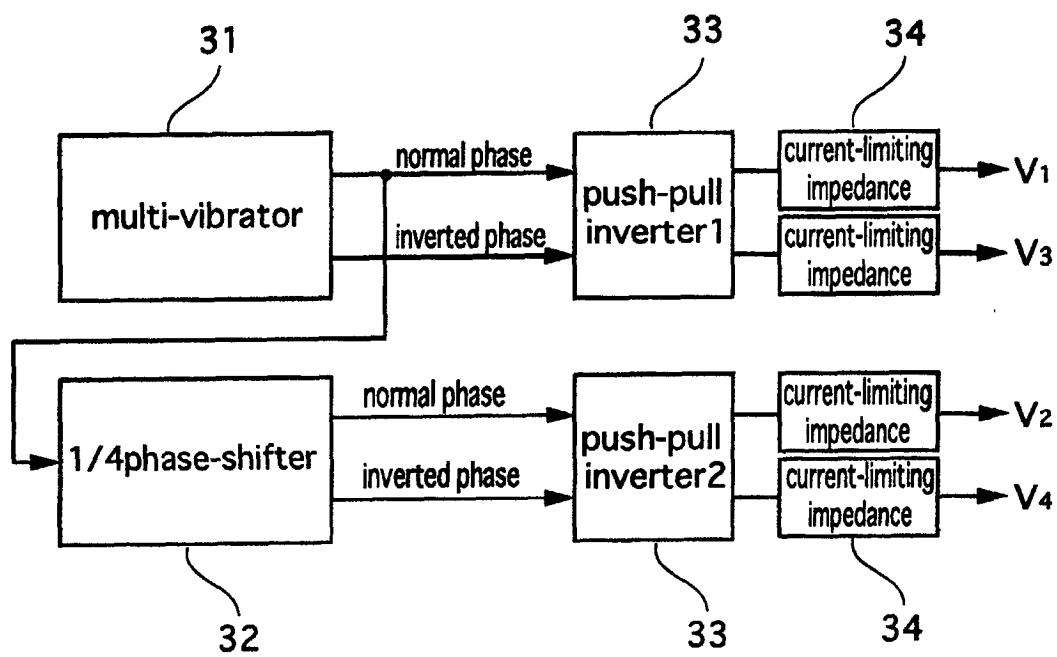 31
33
34
multi-vibrator
normal phase
inverted phase
push-pull
inverter1
current-limiting
impedance
V1
current-limiting
impedance
V3
1/4phase-shifter
normal phase
inverted phase
push-pull
inverter2
current-limiting
impedance
V2
current-limiting
impedance
V4
32
33
34